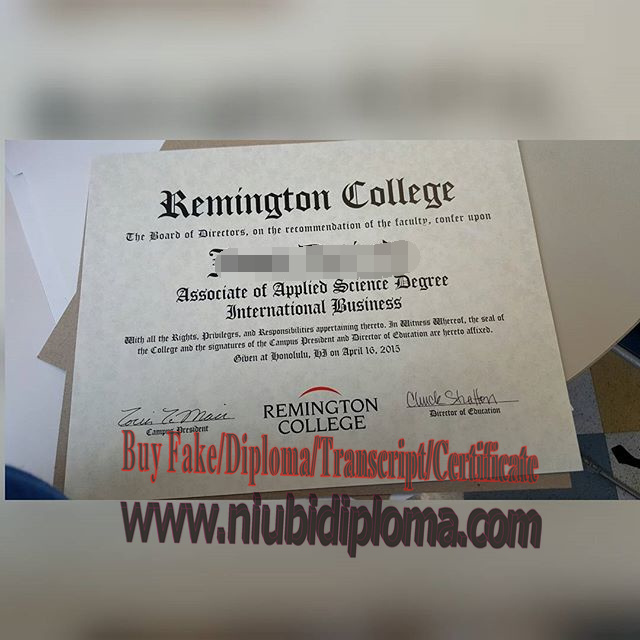 Remington College
The Board of Directors, on the recommendation of the faculty, confer upon
Associate of Applied Science Degree
International Business
With all the Rights, Privileges, and Responsibilities appertaining thereto. In Witness Whereof, the seal of
the College and the signatures of the Campus President and Director of Education are hereto affixed.
Given at Honolulu, HI on April 16, 2015
Chuck Stratton
Campus President
Director of Education
REMINGTON
COLLEGE
Buy Fake/Diploma/Transcript/Certificate
www.niubidiploma.com